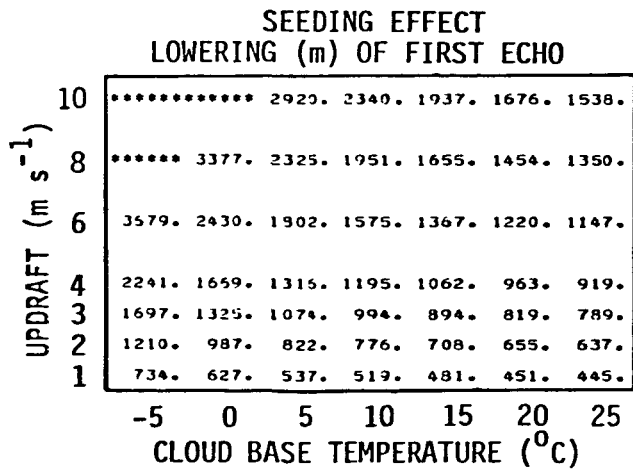 SEEDING EFFECT
LOWERING (m) OF FIRST ECHO
UPDRAFT (m s⁻¹)
10 ************ 2920. 2340. 1937. 1676. 1538.
8 ****** 3377. 2325. 1951. 1655. 1454. 1350.
6 3579. 2430. 1802. 1575. 1367. 1220. 1147.
4 2241. 1659. 1315. 1195. 1062. 963. 919.
3 1697. 1325. 1074. 994. 894. 819. 789.
2 1210. 987. 822. 776. 708. 655. 637.
1 734. 627. 537. 519. 481. 451. 445.
-5 0 5 10 15 20 25
CLOUD BASE TEMPERATURE (⁰C)